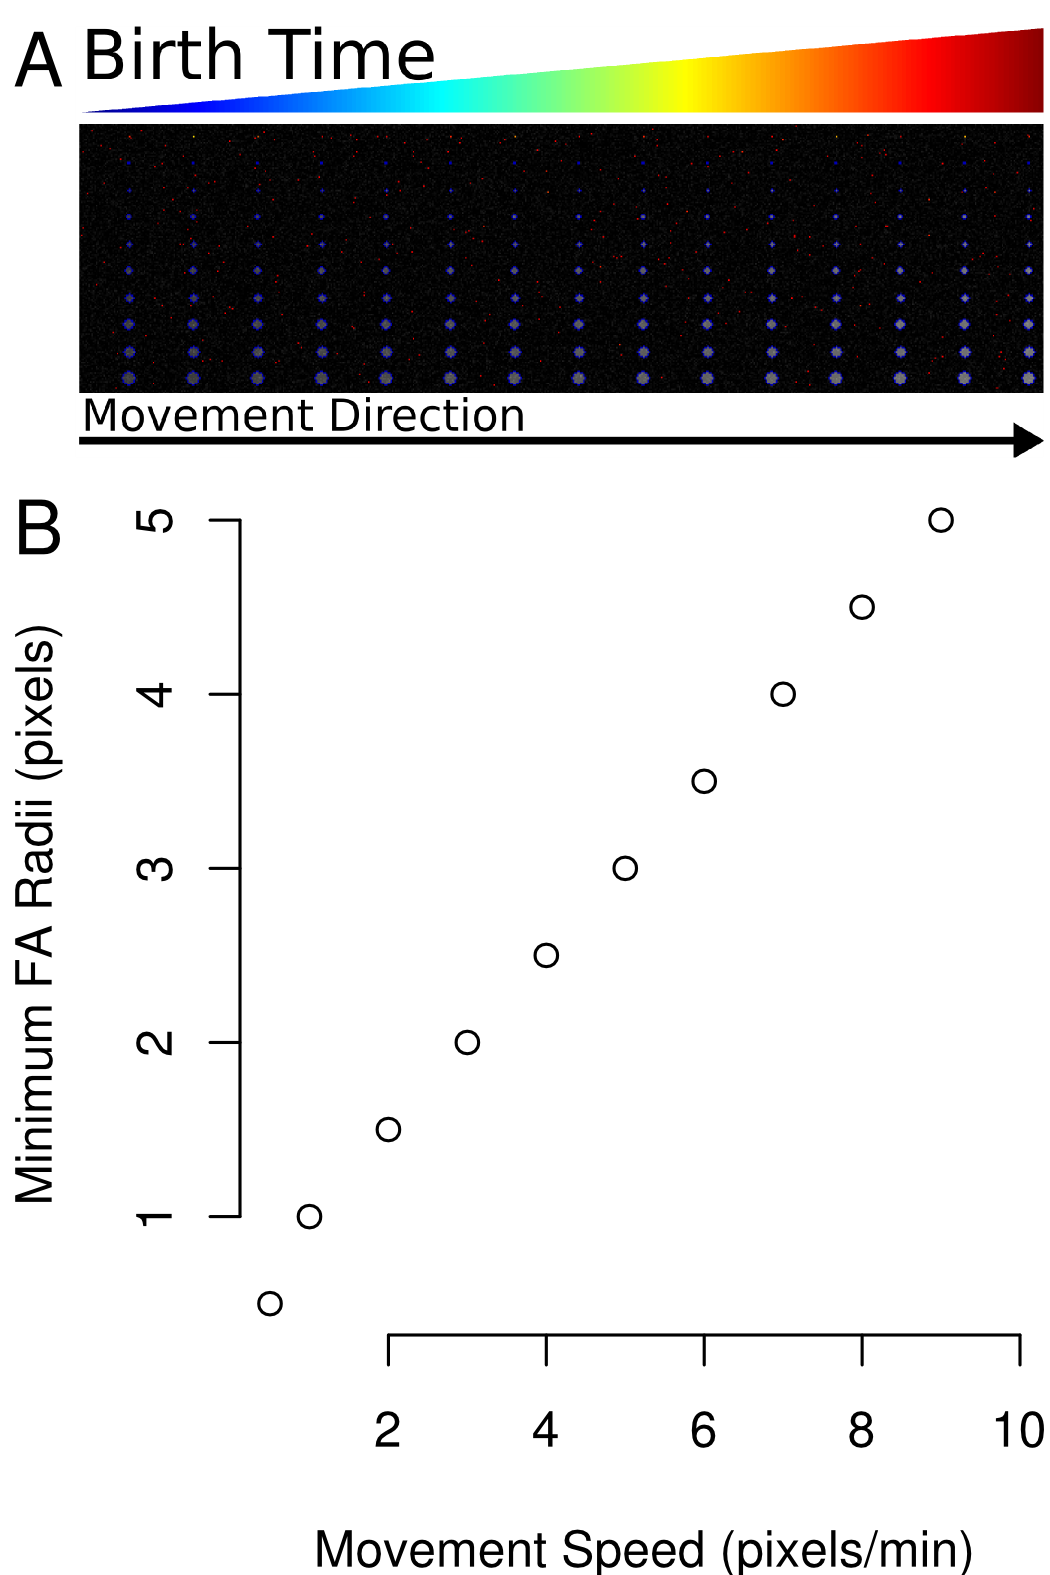 A Birth Time
Movement Direction
B
Minimum FA Radii (pixels)
5
4
3
2
1
2 4 6 8 10
Movement Speed (pixels/min)